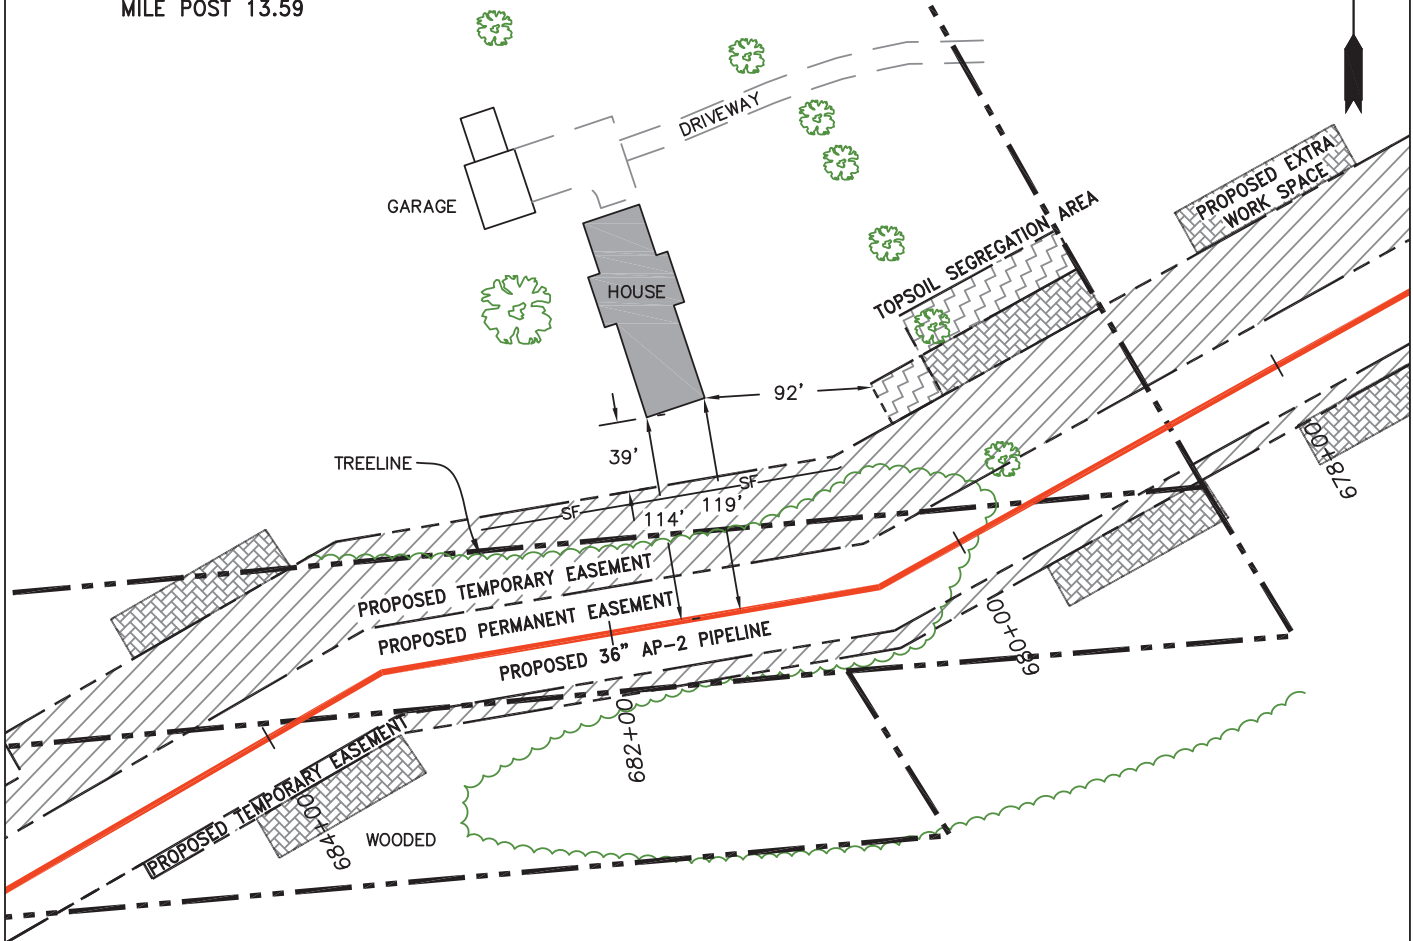 MILE POST 13.59
DRIVEWAY
PROPOSED EXTRA
WORK SPACE
GARAGE
TOPSOIL SEGREGATION AREA
HOUSE
92'
39'
TREELINE
678+00
SF
SF
114'
119'
PROPOSED TEMPORARY EASEMENT
PROPOSED PERMANENT EASEMENT
PROPOSED 36" AP-2 PIPELINE
680+00
682+00
PROPOSED TEMPORARY EASEMENT
684+00
WOODED